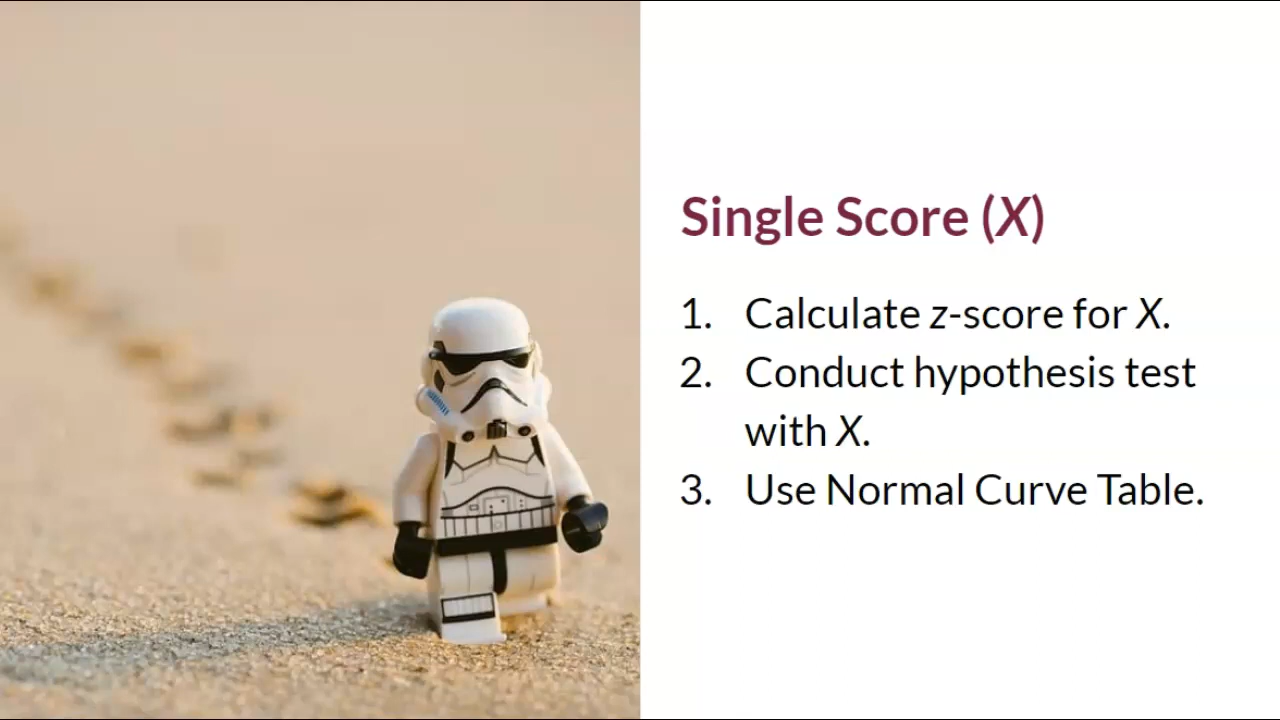 Single Score (X)
1. Calculate z-score for X.
2. Conduct hypothesis test
with X.
3. Use Normal Curve Table.